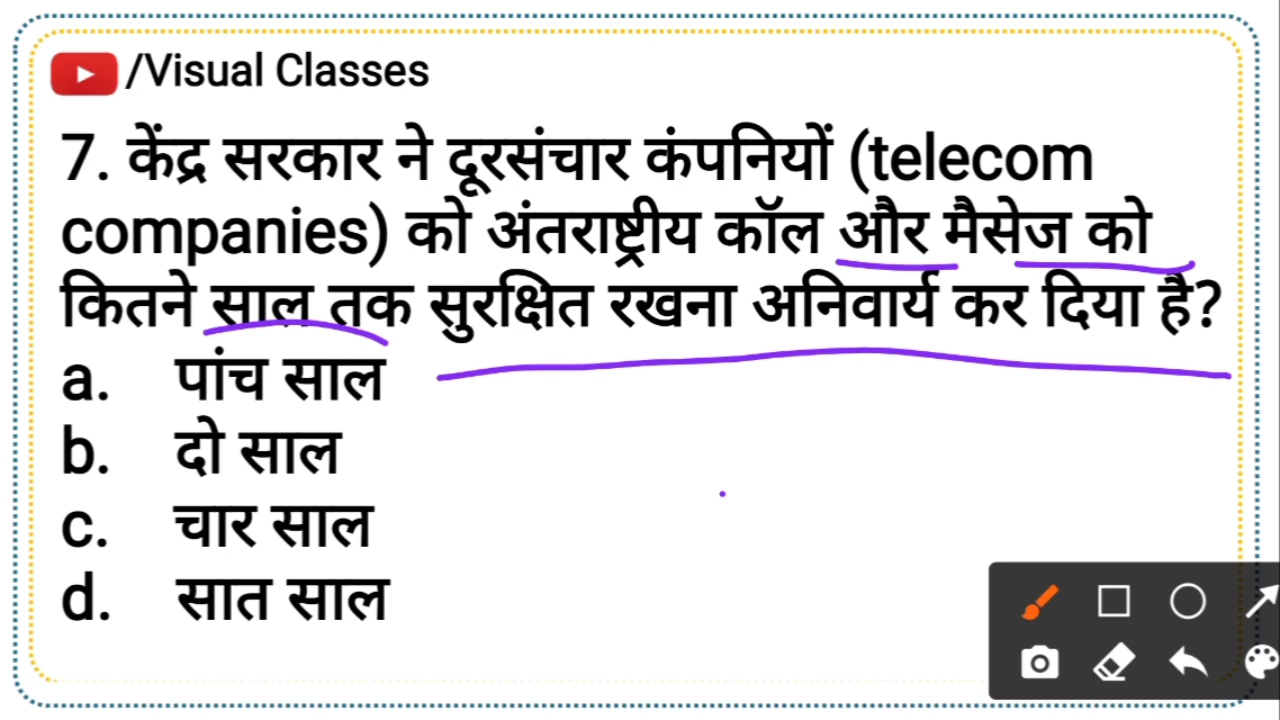 /Visual Classes
7. केंद्र सरकार ने दूरसंचार कंपनियों (telecom
companies) को अंतराष्ट्रीय कॉल और मैसेज को
कितने साल तक सुरक्षित रखना अनिवार्य कर दिया है?
a. पांच साल
b. दो साल
c. चार साल
d. सात साल